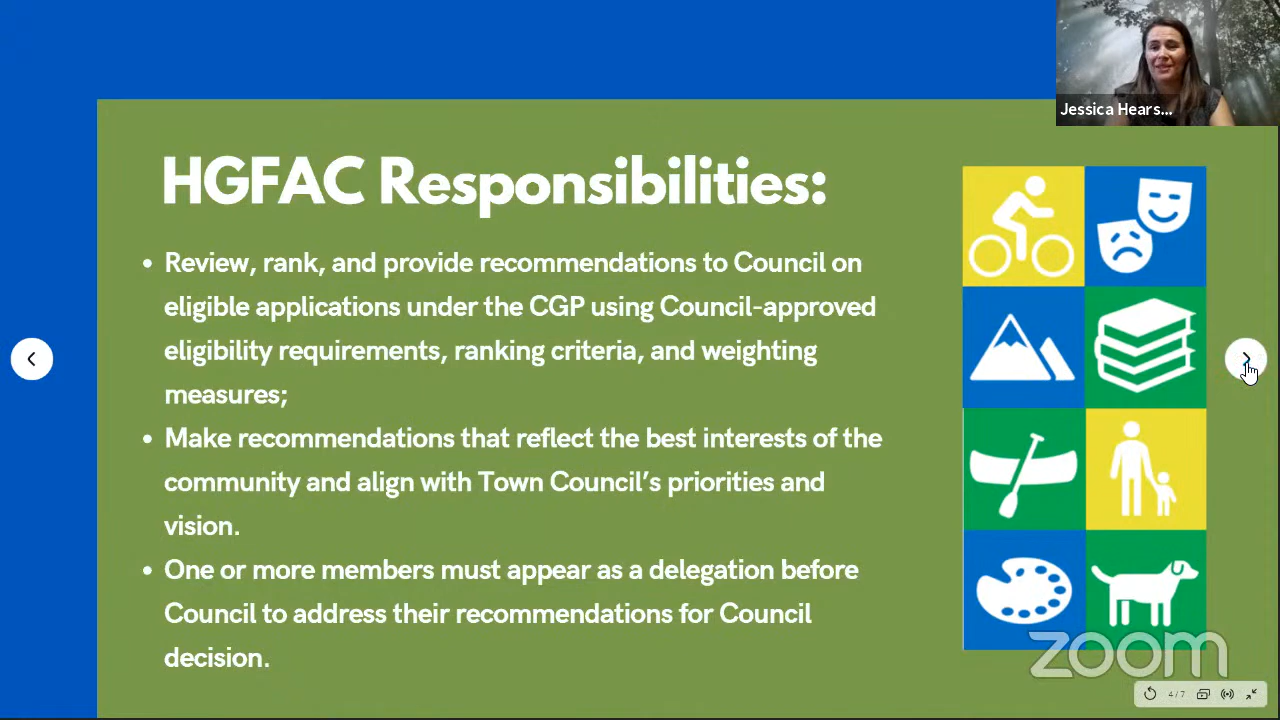 Jessica Hears...
HGFAC Responsibilities:
• Review, rank, and provide recommendations to Council on
eligible applications under the CGP using Council-approved
eligibility requirements, ranking criteria, and weighting
measures;
• Make recommendations that reflect the best interests of the
community and align with Town Council’s priorities and
vision.
• One or more members must appear as a delegation before
Council to address their recommendations for Council
decision.
zoom
4/7